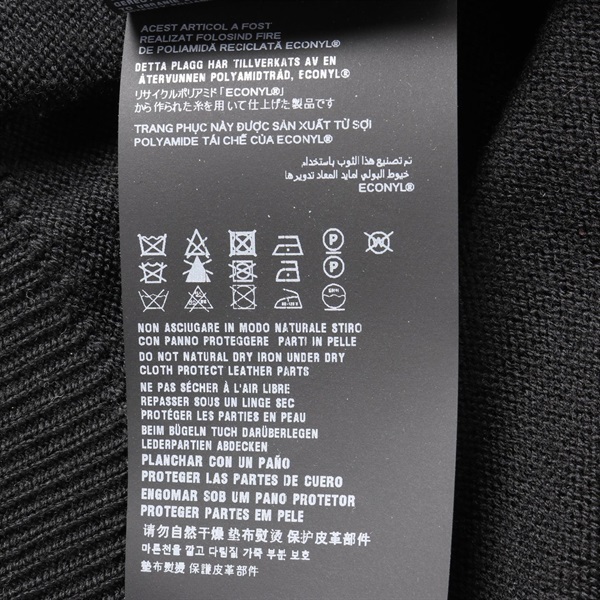 ACEST ARTICOL A FOST
REALIZAT FOLOSIND FIRE
DE POLIAMIDĂ RECICLATĂ ECONYL®
DETTA PLAGG HAR TILLVERKATS AV EN
ÅTERVUNNEN POLYAMIDTRÅD, ECONYL®
リサイクルポリアミド「ECONYL®」
から作られた糸を用いて仕上げた製品です
TRANG PHỤC NÀY ĐƯỢC SẢN XUẤT TỪ SỢI
POLYAMIDE TÁI CHẾ CỦA ECONYL®
تم تصنيع هذا الثوب باستخدام
خيوط البولي امايد المعاد تدويرها
ECONYL®
P
W
P
NON ASCIUGARE IN MODO NATURALE STIRO
CON PANNO PROTEGGERE PARTI IN PELLE
DO NOT NATURAL DRY IRON UNDER DRY
CLOTH PROTECT LEATHER PARTS
NE PAS SÉCHER À L'AIR LIBRE
REPASSER SOUS UN LINGE SEC
PROTÉGER LES PARTIES EN PEAU
BEIM BÜGELN TUCH DARÜBERLEGEN
LEDERPARTIEN ABDECKEN
PLANCHAR CON UN PAÑO
PROTEGER LAS PARTES DE CUERO
ENGOMAR SOB UM PANO PROTETOR
PROTEGER PARTES EM PELE
请勿自然干燥 垫布熨烫 保护皮革部件
마른천을 깔고 다림질 가죽 부분 보호
墊布熨燙 保護皮革部件